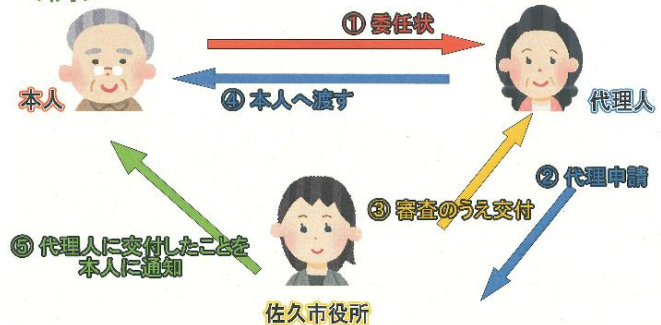 ① 委任状
本人
④ 本人へ渡す
代理人
② 代理申請
③ 審査のうえ交付
⑤ 代理人に交付したことを
本人に通知
佐久市役所